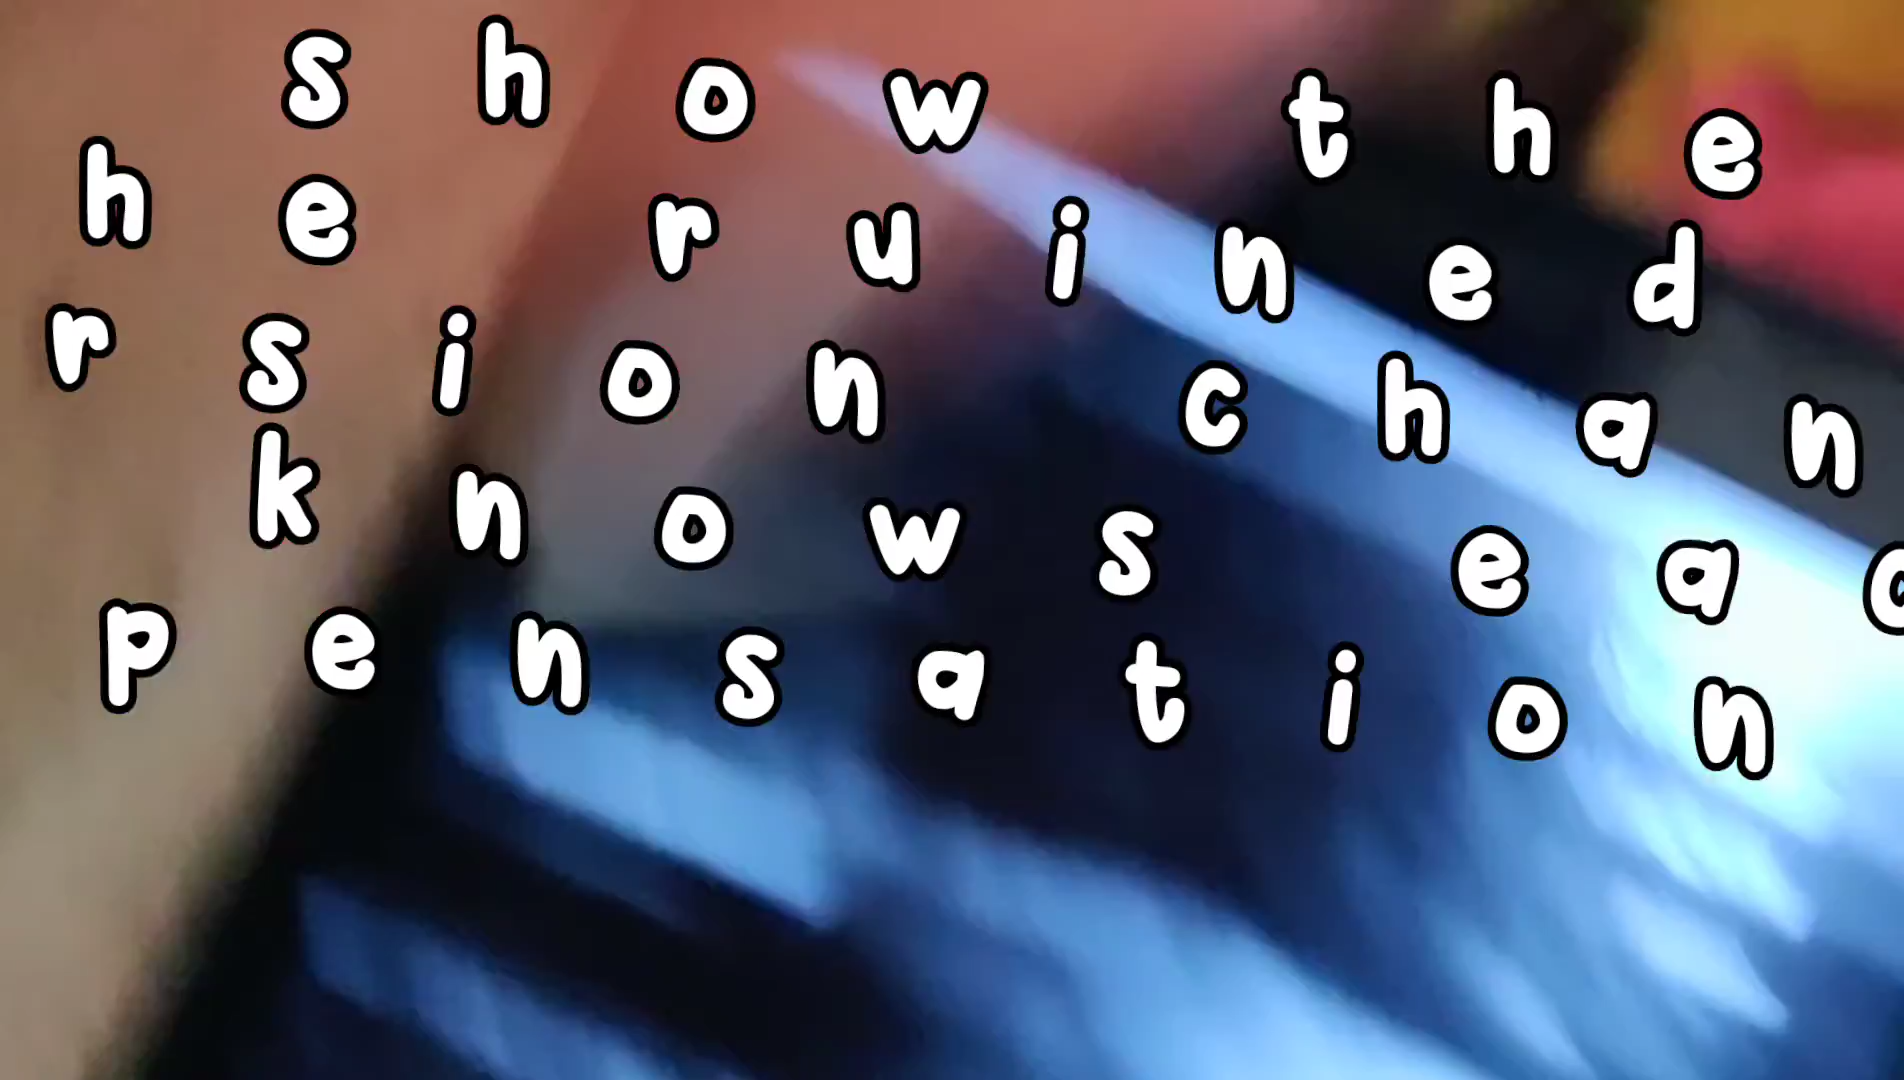 show the
he ruined
rsion chan
knows ea
pensation